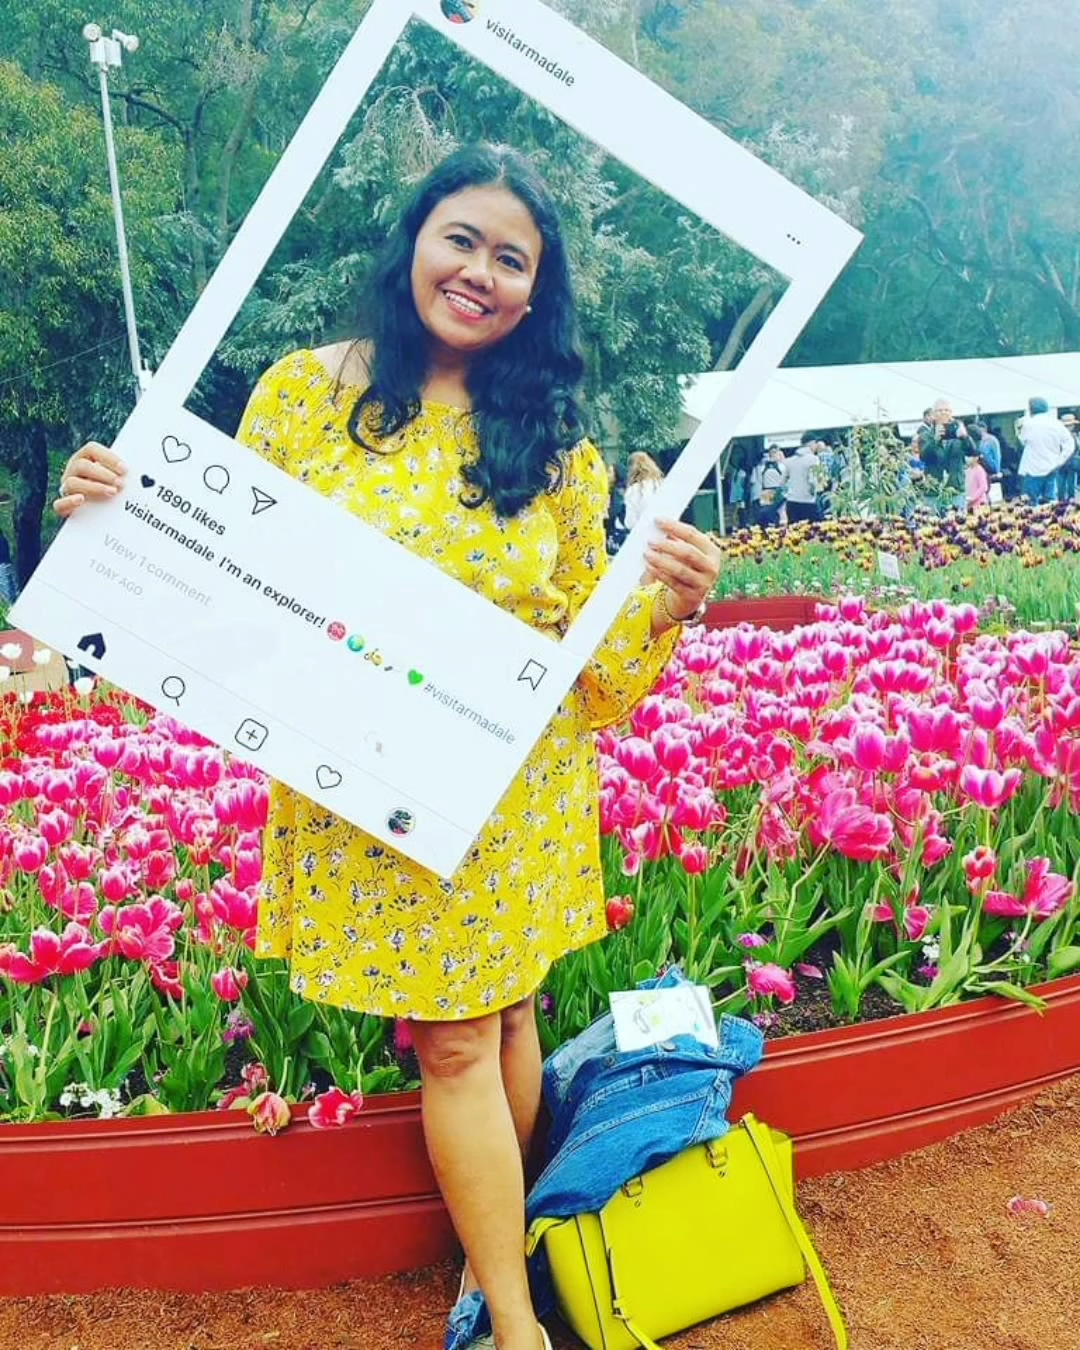 visitarmadale
...
1890 likes
visitarmadale I'm an explorer! #visitarmadale
View 1 comment
1 DAY AGO